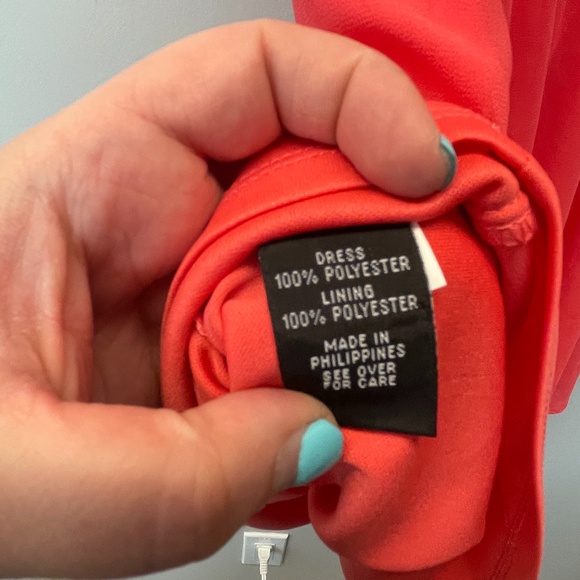 DRESS
100% POLYESTER
LINING
100% POLYESTER
MADE IN
PHILIPPINES
SEE OVER
FOR CARE